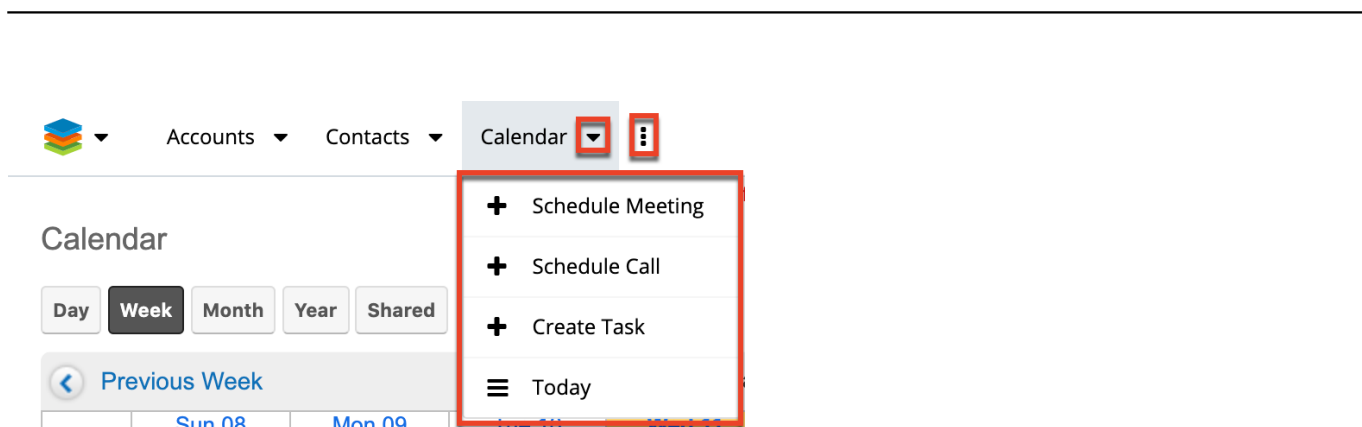 Accounts Contacts Calendar
Schedule Meeting
Calendar
Schedule Call
Day Week Month Year Shared
Create Task
Previous Week
Today
Sun 08 Mon 09